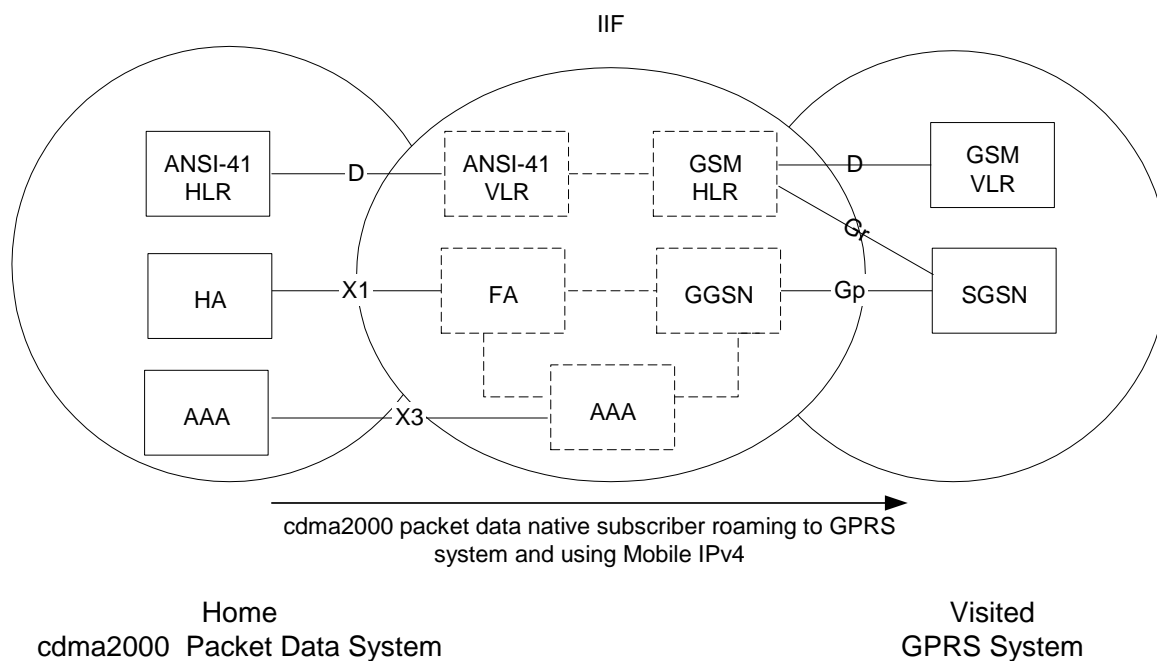 IIF
ANSI-41
HLR
D
ANSI-41
VLR
GSM
HLR
D
GSM
VLR
Gr
HA
X1
FA
GGSN
Gp
SGSN
AAA
X3
AAA
cdma2000 packet data native subscriber roaming to GPRS
system and using Mobile IPv4
Home
cdma2000 Packet Data System
Visited
GPRS System